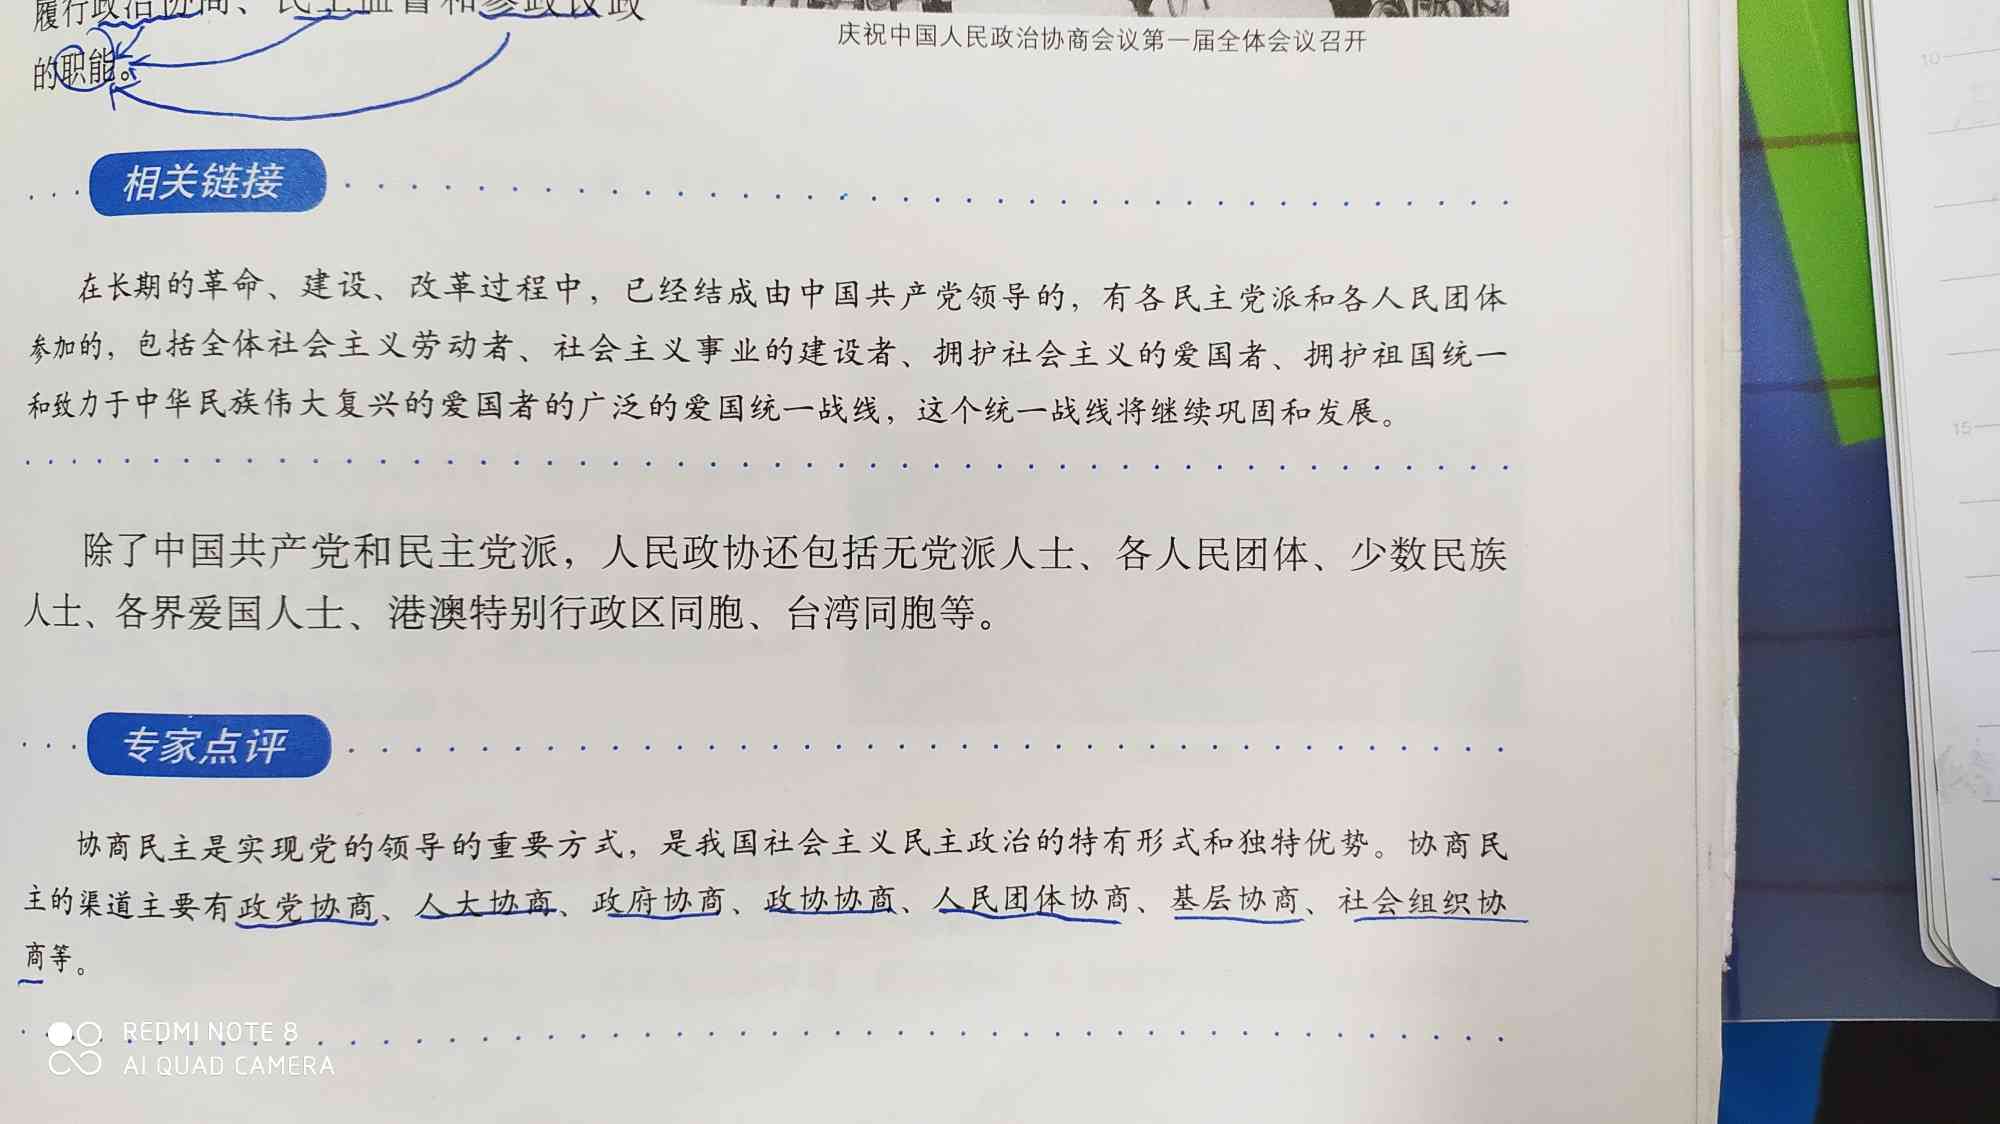 履行政治协商、民主监督和参政议政
的职能。
庆祝中国人民政治协商会议第一届全体会议召开
相关链接
在长期的革命、建设、改革过程中，已经结成由中国共产党领导的，有各民主党派和各人民团体
参加的，包括全体社会主义劳动者、社会主义事业的建设者、拥护社会主义的爱国者、拥护祖国统一
和致力于中华民族伟大复兴的爱国者的广泛的爱国统一战线，这个统一战线将继续巩固和发展。
除了中国共产党和民主党派，人民政协还包括无党派人士、各人民团体、少数民族
人士、各界爱国人士、港澳特别行政区同胞、台湾同胞等。
专家点评
协商民主是实现党的领导的重要方式，是我国社会主义民主政治的特有形式和独特优势。协商民
主的渠道主要有政党协商、人大协商、政府协商、政协协商、人民团体协商、基层协商、社会组织协
商等。
10
15
REDMI NOTE 8
AI QUAD CAMERA